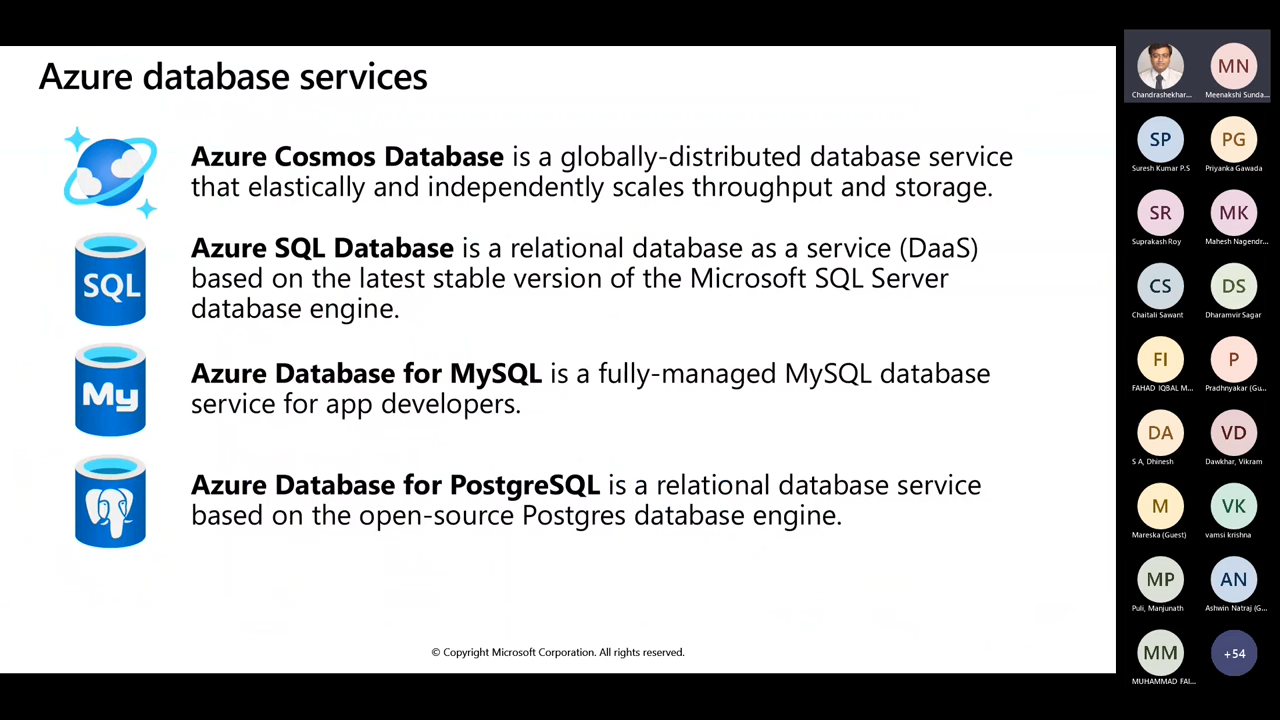 Azure database services
Azure Cosmos Database is a globally-distributed database service
that elastically and independently scales throughput and storage.
SQL
Azure SQL Database is a relational database as a service (DaaS)
based on the latest stable version of the Microsoft SQL Server
database engine.
My
Azure Database for MySQL is a fully-managed MySQL database
service for app developers.
Azure Database for PostgreSQL is a relational database service
based on the open-source Postgres database engine.
© Copyright Microsoft Corporation. All rights reserved.
Chandrashekhar...
MN
Meenakshi Sunda...
SP
Suresh Kumar P.S
PG
Priyanka Gawada
SR
Suprakash Roy
MK
Mahesh Nagendr...
CS
Chaitali Sawant
DS
Dharamvir Sagar
FI
FAHAD IQBAL M...
P
Pradhnyakar (Gu...
DA
S A, Dhinesh
VD
Dawkhar, Vikram
M
Mareska (Guest)
VK
vamsi krishna
MP
Puli, Manjunath
AN
Ashwin Natraj (G...
MM
MUHAMMAD FAI...
+54